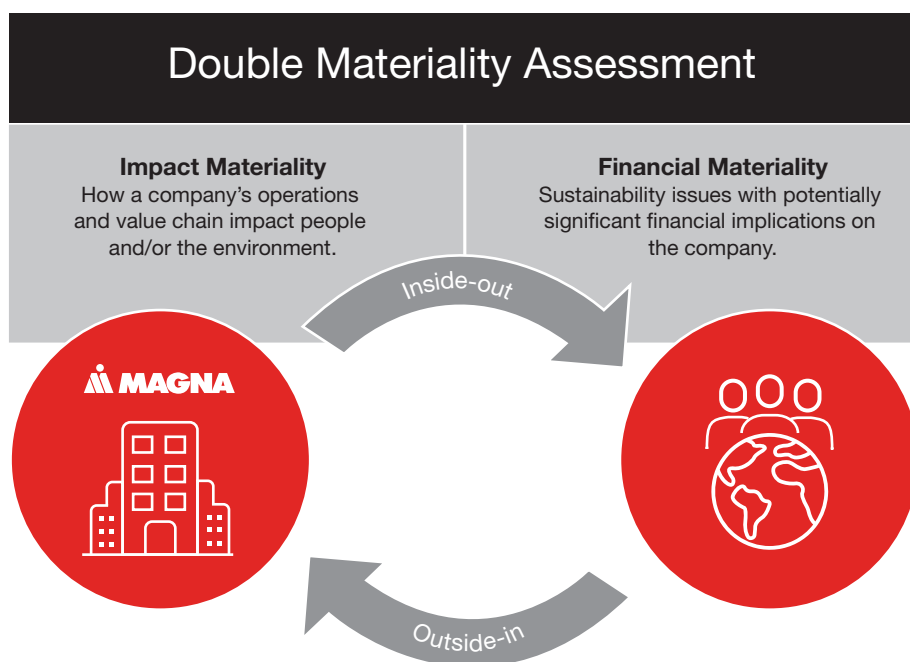 Double Materiality Assessment
Impact Materiality
How a company’s operations
and value chain impact people
and/or the environment.
Financial Materiality
Sustainability issues with potentially
significant financial implications on
the company.
Inside-out
MAGNA
Outside-in